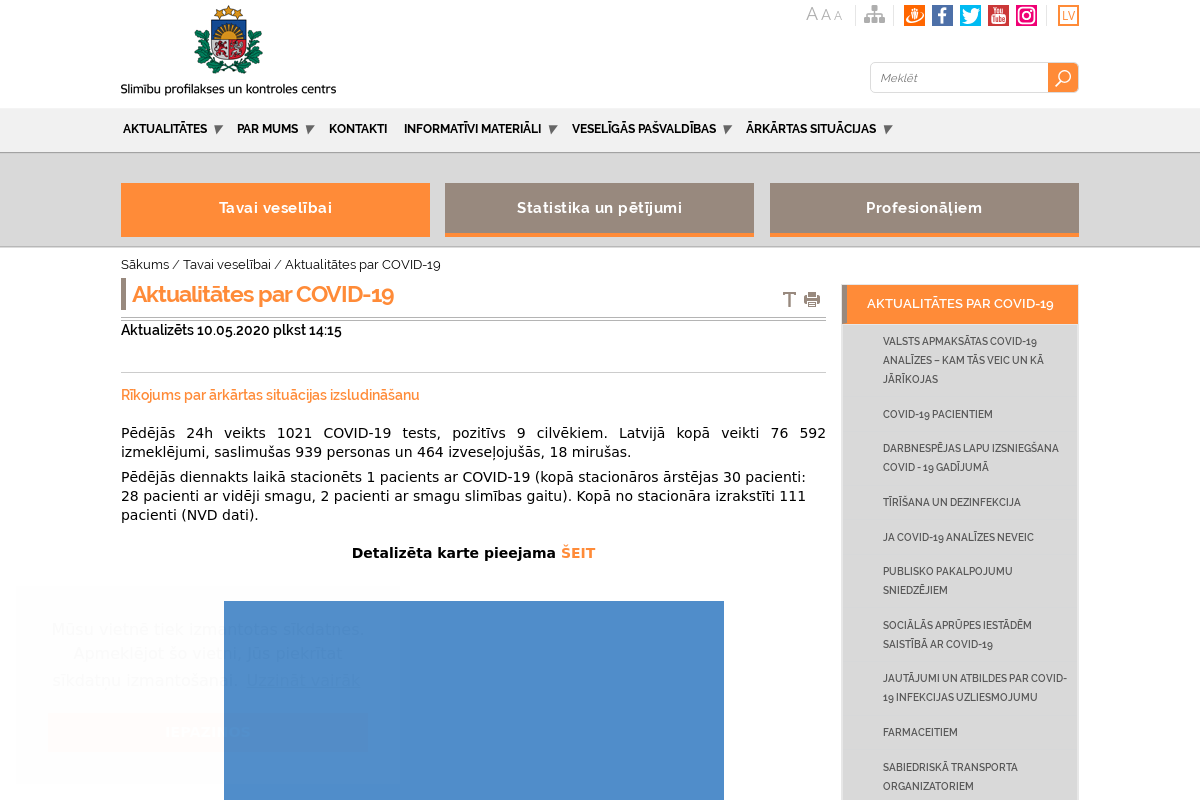 A A A
You
Tube
LV
Slimību profilakses un kontroles centrs
Meklēt
AKTUALITĀTES PAR MUMS KONTAKTI INFORMATĪVI MATERIĀLI VESELĪGĀS PAŠVALDĪBAS ĀRKĀRTAS SITUĀCIJAS
Tavai veselībai
Statistika un pētījumi
Profesionāļiem
Sākums / Tavai veselībai / Aktualitātes par COVID-19
Aktualitātes par COVID-19
Aktualizēts 10.05.2020 plkst 14:15
Rīkojums par ārkārtas situācijas izsludināšanu
Pēdējās 24h veikts 1021 COVID-19 tests, pozitīvs 9 cilvēkiem. Latvijā kopā veikti 76 592
izmeklējumi, saslimušas 939 personas un 464 izveseļojušās, 18 mirušas.
Pēdējās diennakts laikā stacionēts 1 pacients ar COVID-19 (kopā stacionāros ārstējas 30 pacienti:
28 pacienti ar vidēji smagu, 2 pacienti ar smagu slimības gaitu). Kopā no stacionāra izrakstīti 111
pacienti (NVD dati).
Detalizēta karte pieejama ŠEIT
AKTUALITĀTES PAR COVID-19
VALSTS APMAKSĀTAS COVID-19
ANALĪZES – KAM TĀS VEIC UN KĀ
JĀRĪKOJAS
COVID-19 PACIENTIEM
DARBNESPĒJAS LAPU IZSNIEGŠANA
COVID - 19 GADĪJUMĀ
TĪRĪŠANA UN DEZINFEKCIJA
JA COVID-19 ANALĪZES NEVEIC
PUBLISKO PAKALPOJUMU
SNIEDZĒJIEM
SOCIĀLĀS APRŪPES IESTĀDĒM
SAISTĪBĀ AR COVID-19
JAUTĀJUMI UN ATBILDES PAR COVID-
19 INFEKCIJAS UZLIESMOJUMU
FARMACEITIEM
SABIEDRISKĀ TRANSPORTA
ORGANIZATORIEM